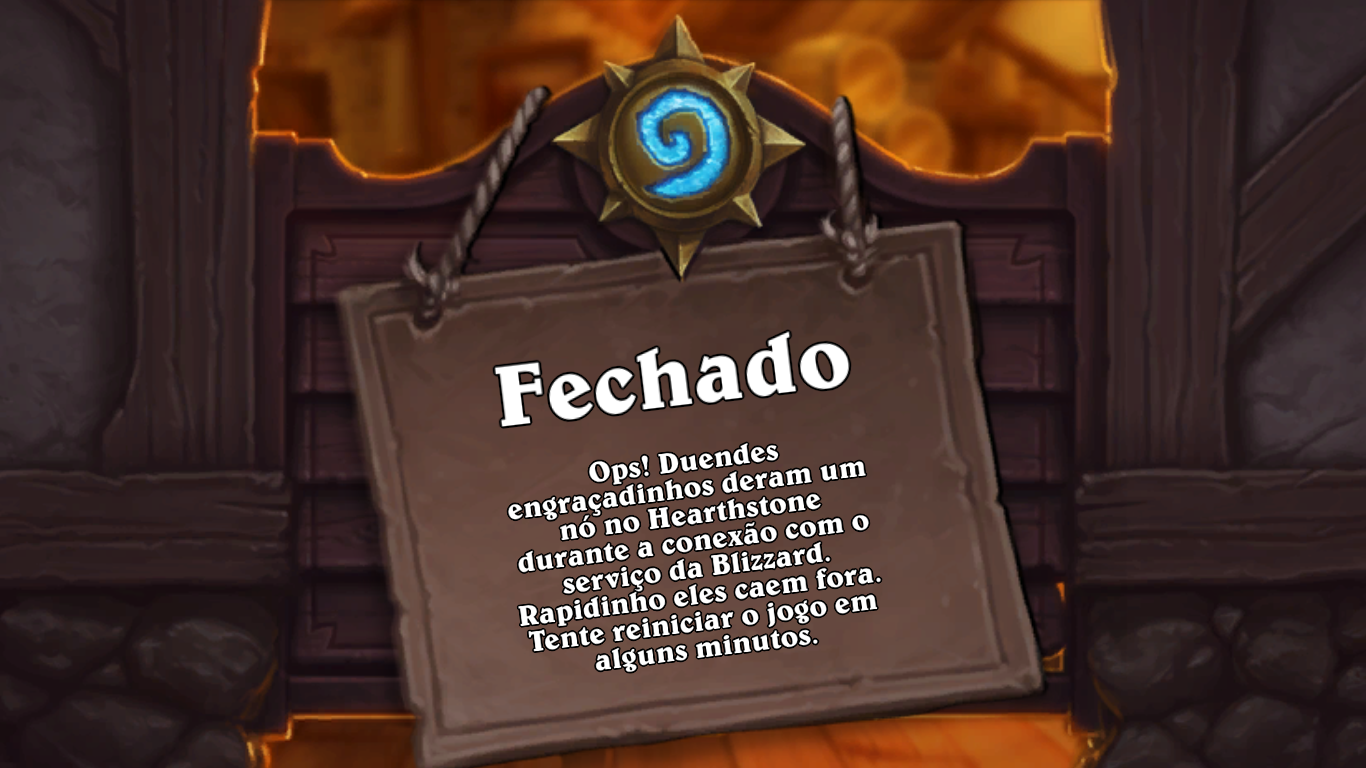 Fechado
Ops! Duendes
engraçadinhos deram um
nó no Hearthstone
durante a conexão com o
serviço da Blizzard.
Rapidinho eles caem fora.
Tente reiniciar o jogo em
alguns minutos.